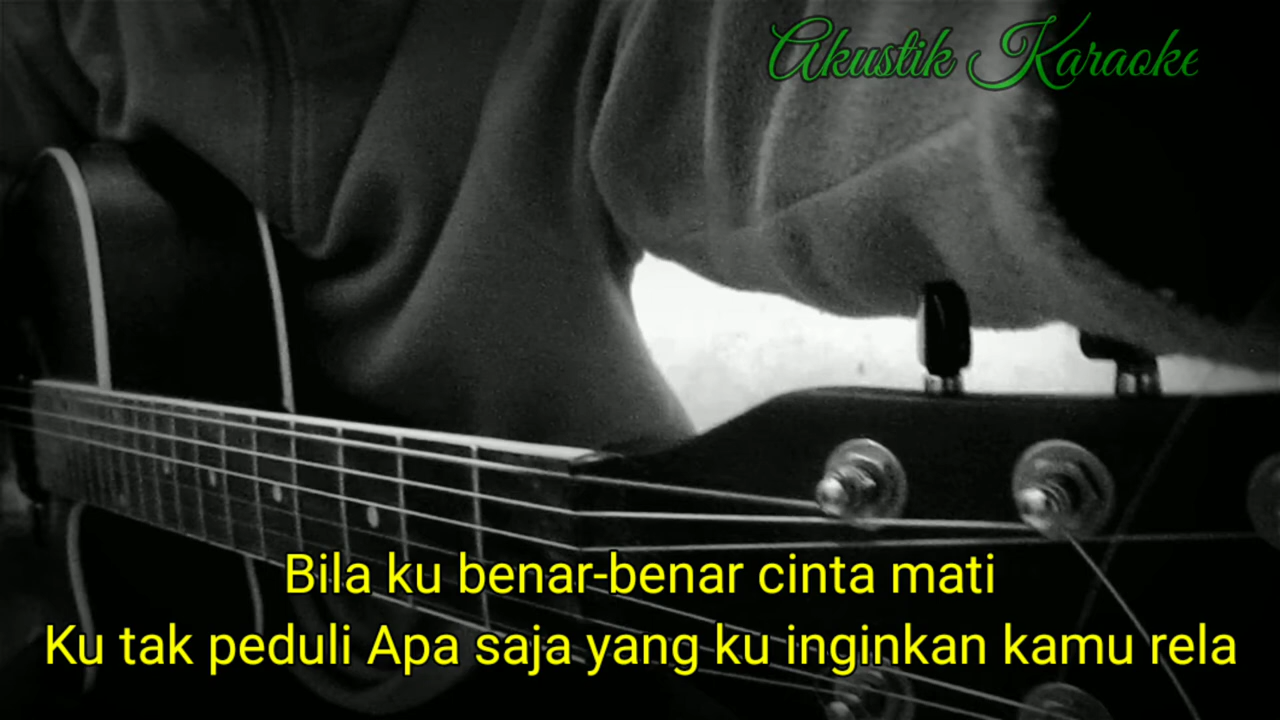 Akustik Karaoke
Bila ku benar-benar cinta mati
Ku tak peduli Apa saja yang ku inginkan kamu rela